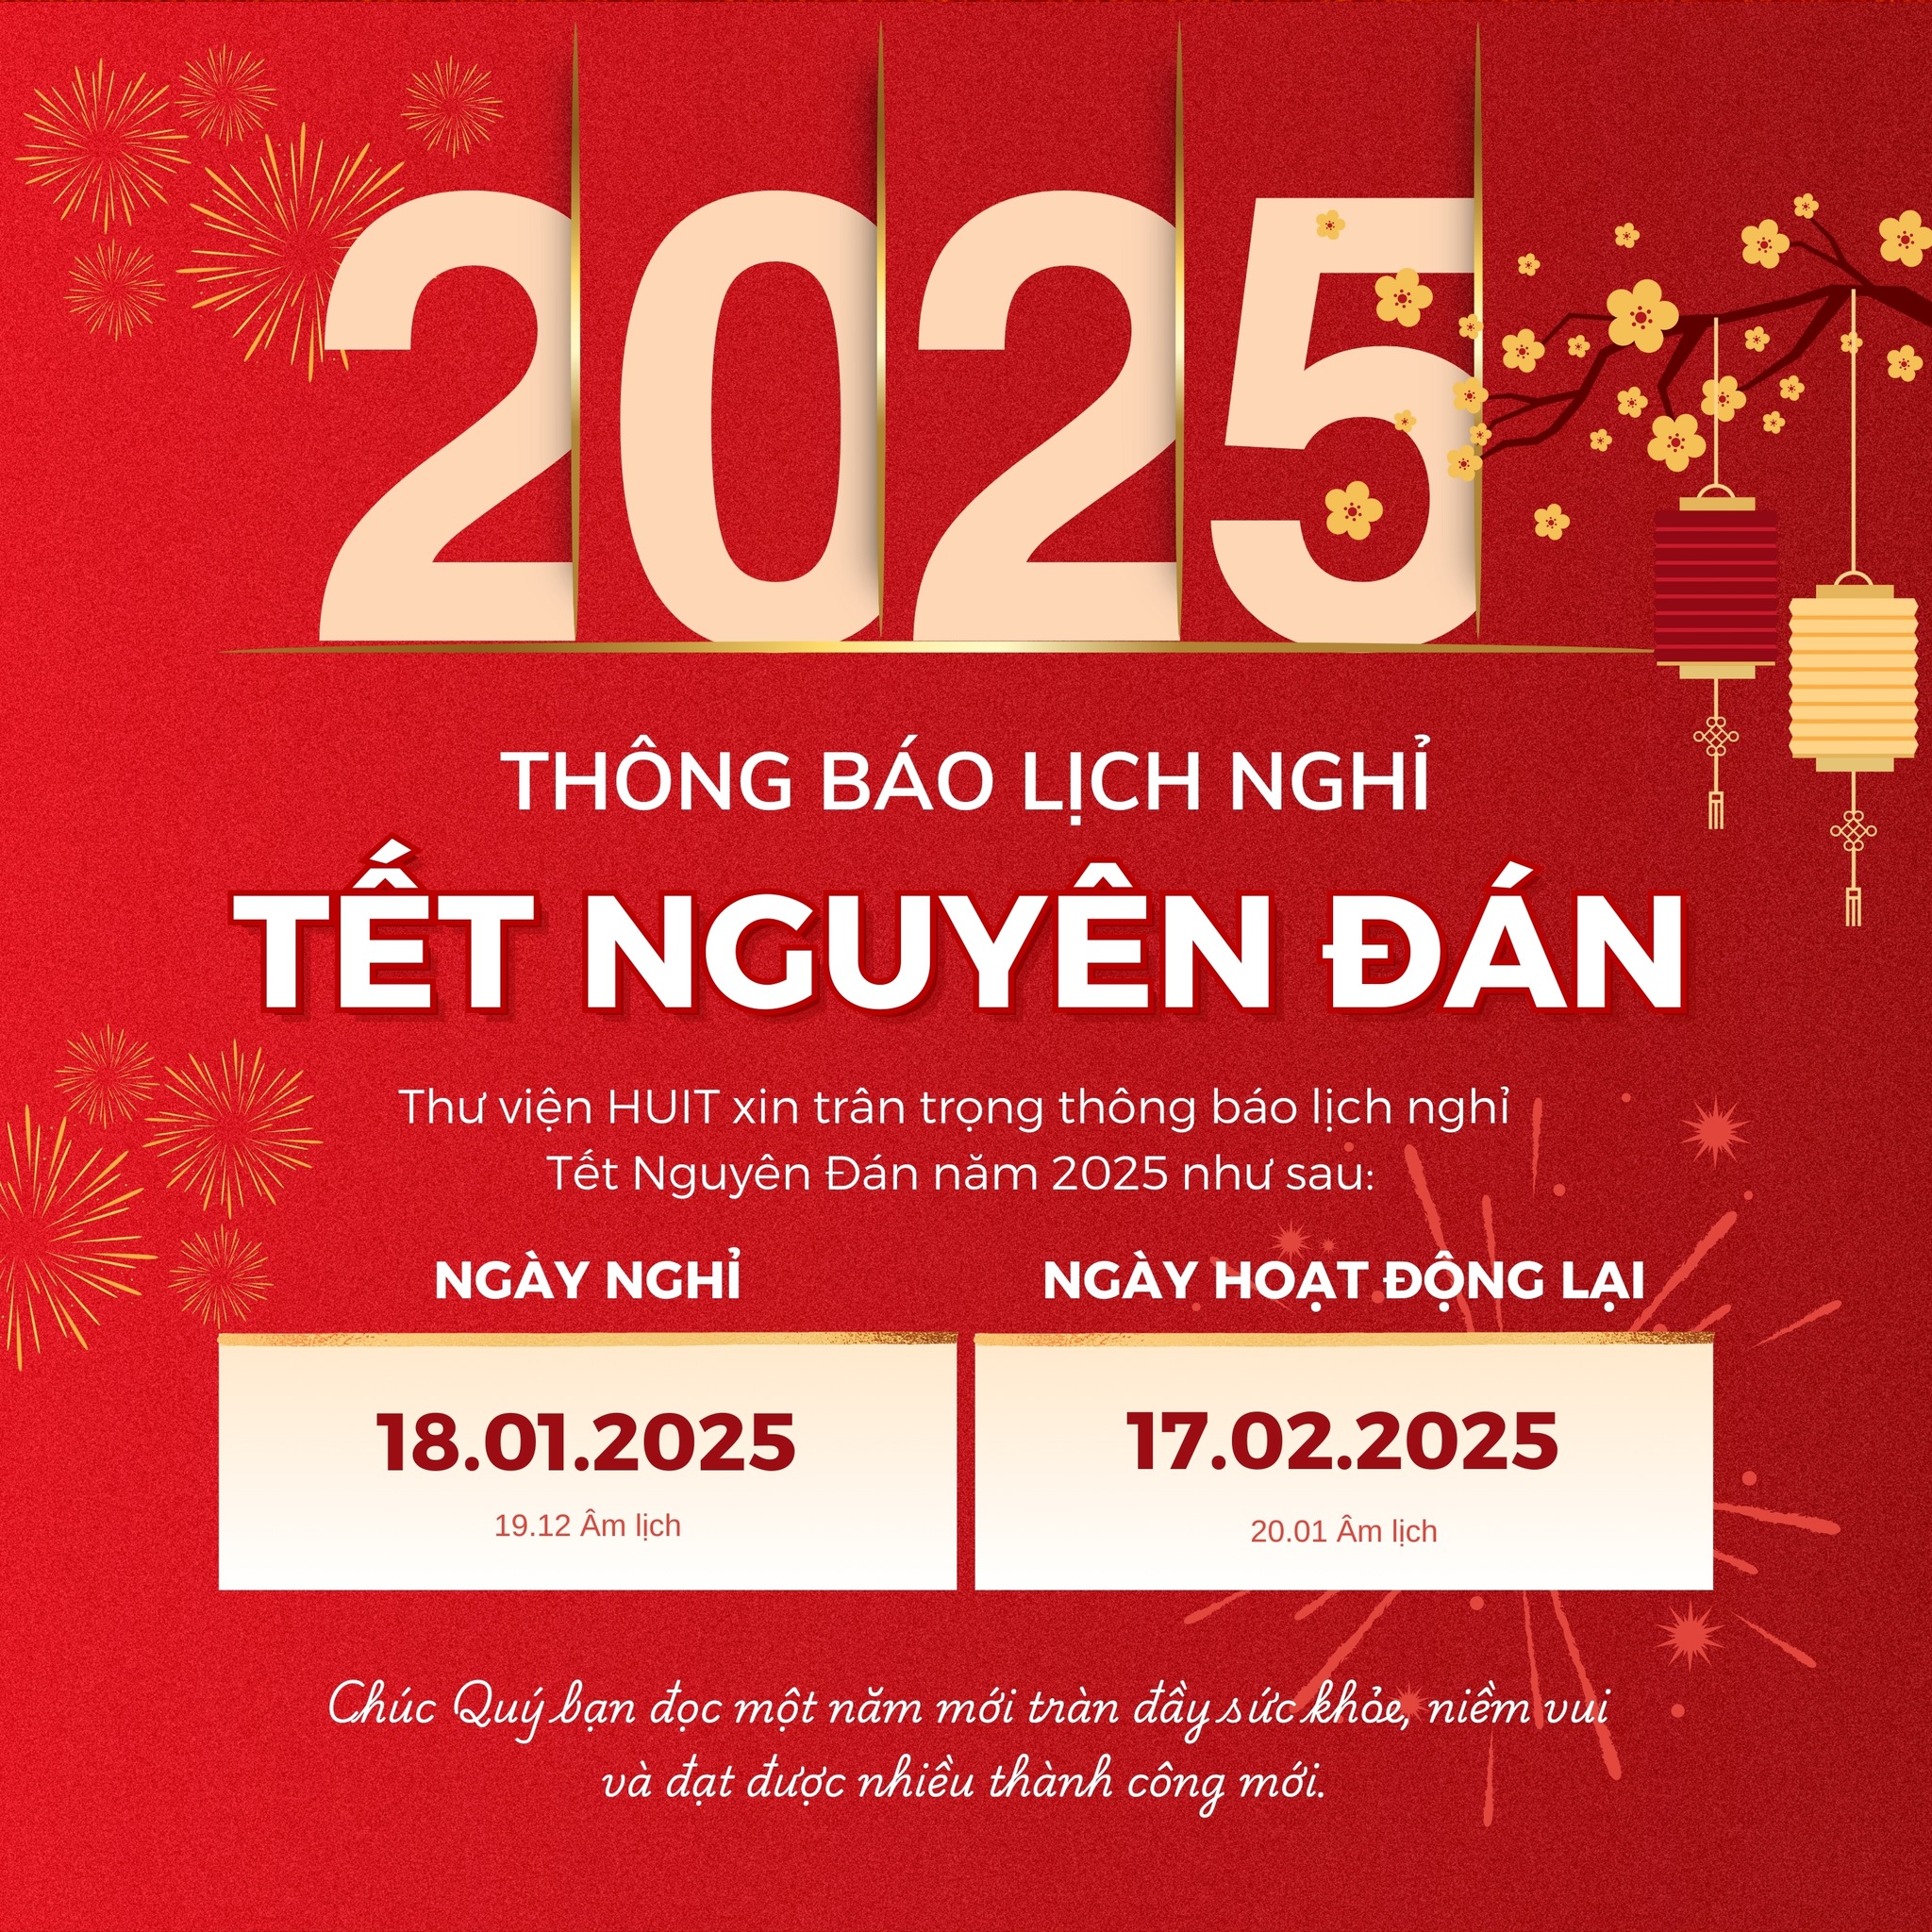 2025
THÔNG BÁO LỊCH NGHỈ
TẾT NGUYÊN ĐÁN
Thư viện HUIT xin trân trọng thông báo lịch nghỉ
Tết Nguyên Đán năm 2025 như sau:
NGÀY NGHỈ
18.01.2025
19.12 Âm lịch
NGÀY HOẠT ĐỘNG LẠI
17.02.2025
20.01 Âm lịch
Chúc Quý bạn đọc một năm mới tràn đầy sức khỏe, niềm vui
và đạt được nhiều thành công mới.